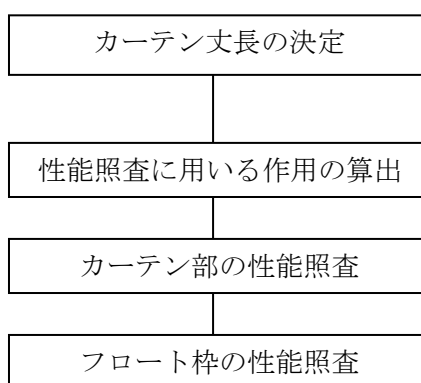 カーテン丈長の決定
性能照査に用いる作用の算出
カーテン部の性能照査
フロート枠の性能照査